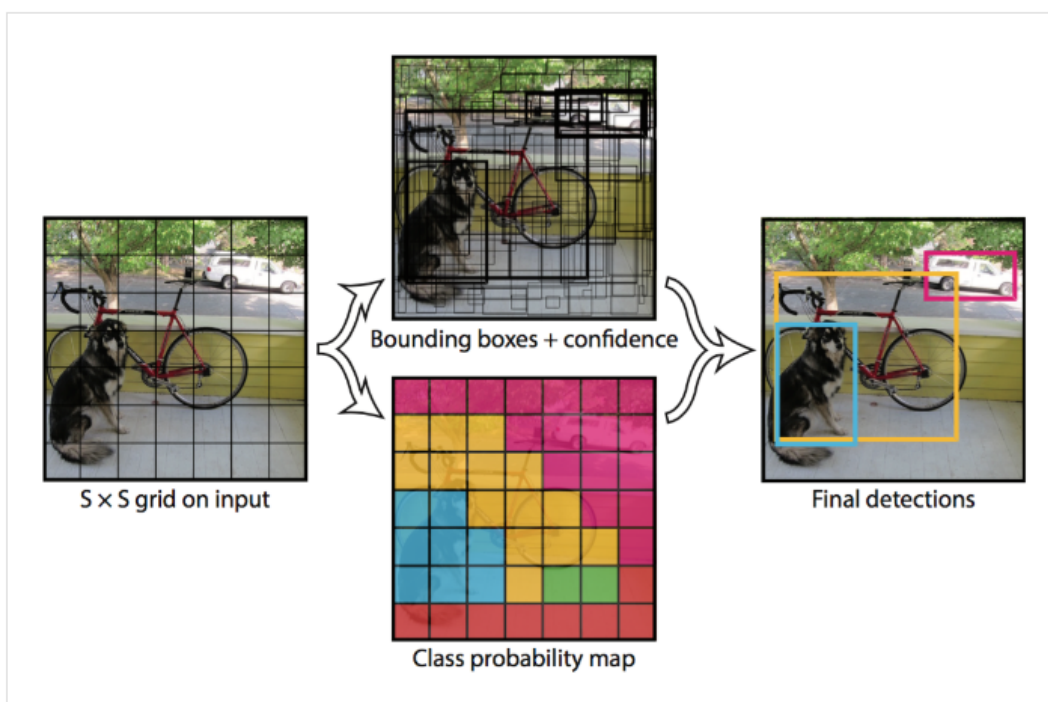 Bounding boxes + confidence
S × S grid on input
Final detections
Class probability map